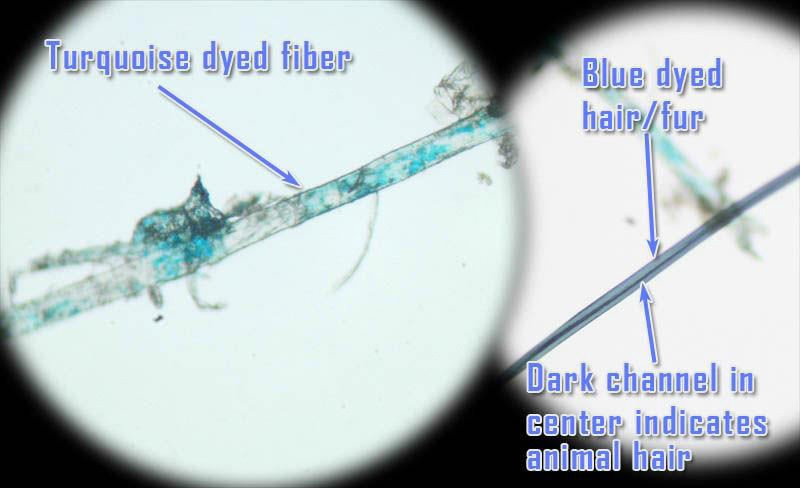 Turquoise dyed fiber
Blue dyed
hair/fur
Dark channel in
center indicates
animal hair